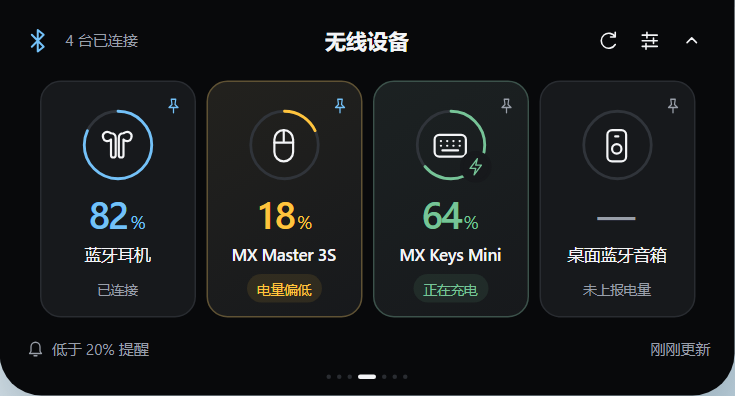 4 台已连接
无线设备
82%
蓝牙耳机
已连接
18%
MX Master 3S
电量偏低
64%
MX Keys Mini
正在充电
—
桌面蓝牙音箱
未上报电量
低于 20% 提醒
刚刚更新